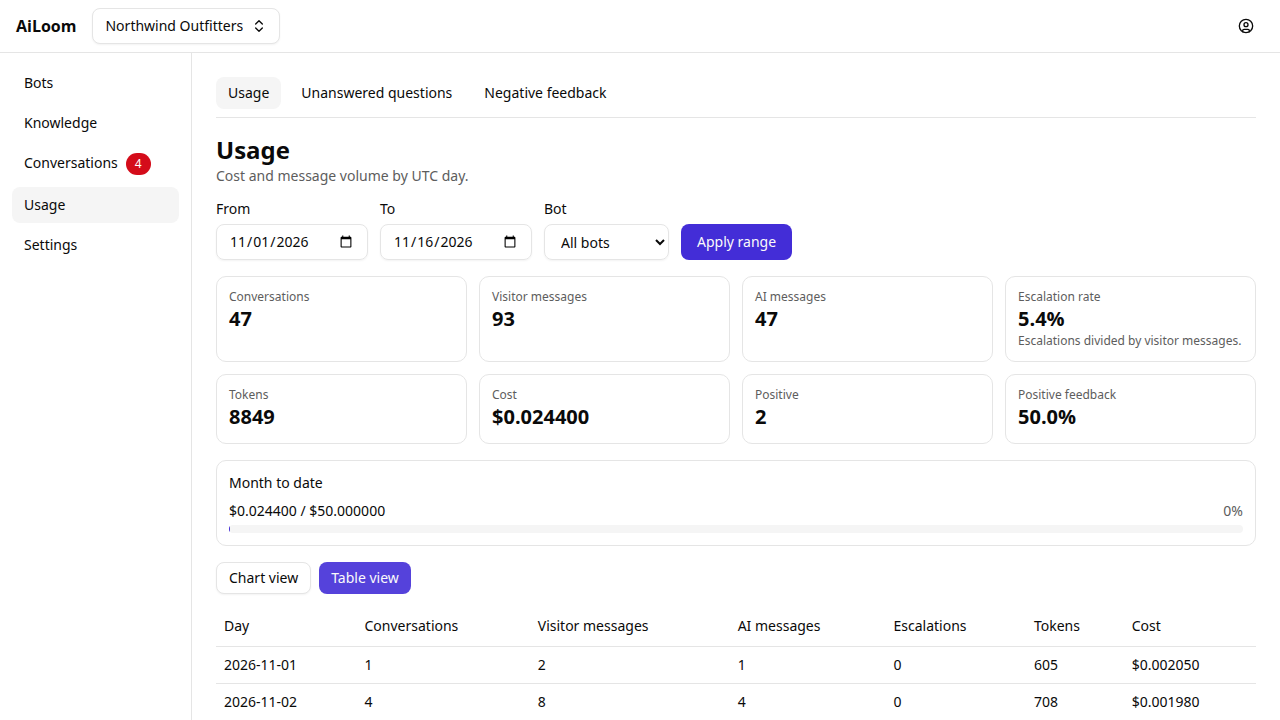 AiLoom
Northwind Outfitters
Bots
Knowledge
Conversations 4
Usage
Settings
Usage Unanswered questions Negative feedback
Usage
Cost and message volume by UTC day.
From To Bot
11/01/2026 11/16/2026 All bots Apply range
Conversations Visitor messages AI messages Escalation rate
47 93 47 5.4%
Escalations divided by visitor messages.
Tokens Cost Positive Positive feedback
8849 $0.024400 2 50.0%
Month to date
$0.024400 / $50.000000 0%
Chart view Table view
Day Conversations Visitor messages AI messages Escalations Tokens Cost
2026-11-01 1 2 1 0 605 $0.002050
2026-11-02 4 8 4 0 708 $0.001980